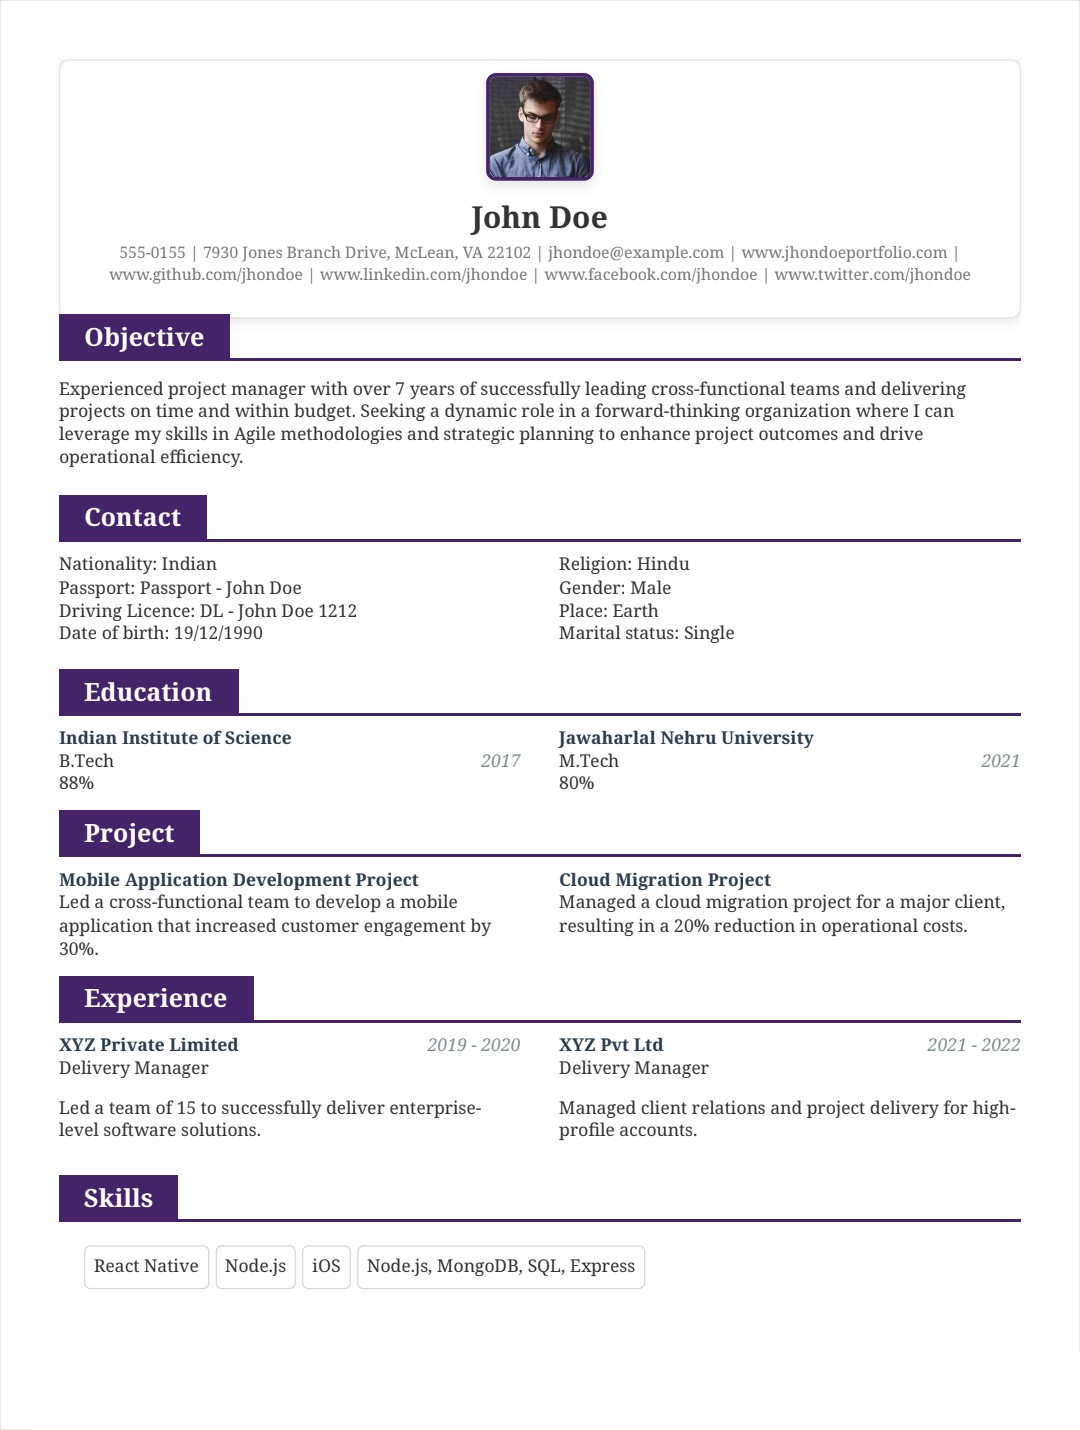 John Doe
555-0155 | 7930 Jones Branch Drive, McLean, VA 22102 | jhondoe@example.com | www.jhondoeportfolio.com |
www.github.com/jhondoe | www.linkedin.com/jhondoe | www.facebook.com/jhondoe | www.twitter.com/jhondoe
Objective
Experienced project manager with over 7 years of successfully leading cross-functional teams and delivering
projects on time and within budget. Seeking a dynamic role in a forward-thinking organization where I can
leverage my skills in Agile methodologies and strategic planning to enhance project outcomes and drive
operational efficiency.
Contact
Nationality: Indian
Passport: Passport - John Doe
Driving Licence: DL - John Doe 1212
Date of birth: 19/12/1990
Religion: Hindu
Gender: Male
Place: Earth
Marital status: Single
Education
Indian Institute of Science
B.Tech 2017
88%
Jawaharlal Nehru University
M.Tech 2021
80%
Project
Mobile Application Development Project
Led a cross-functional team to develop a mobile
application that increased customer engagement by
30%.
Cloud Migration Project
Managed a cloud migration project for a major client,
resulting in a 20% reduction in operational costs.
Experience
XYZ Private Limited 2019 - 2020
Delivery Manager
Led a team of 15 to successfully deliver enterprise-
level software solutions.
XYZ Pvt Ltd 2021 - 2022
Delivery Manager
Managed client relations and project delivery for high-
profile accounts.
Skills
React Native Node.js iOS Node.js, MongoDB, SQL, Express